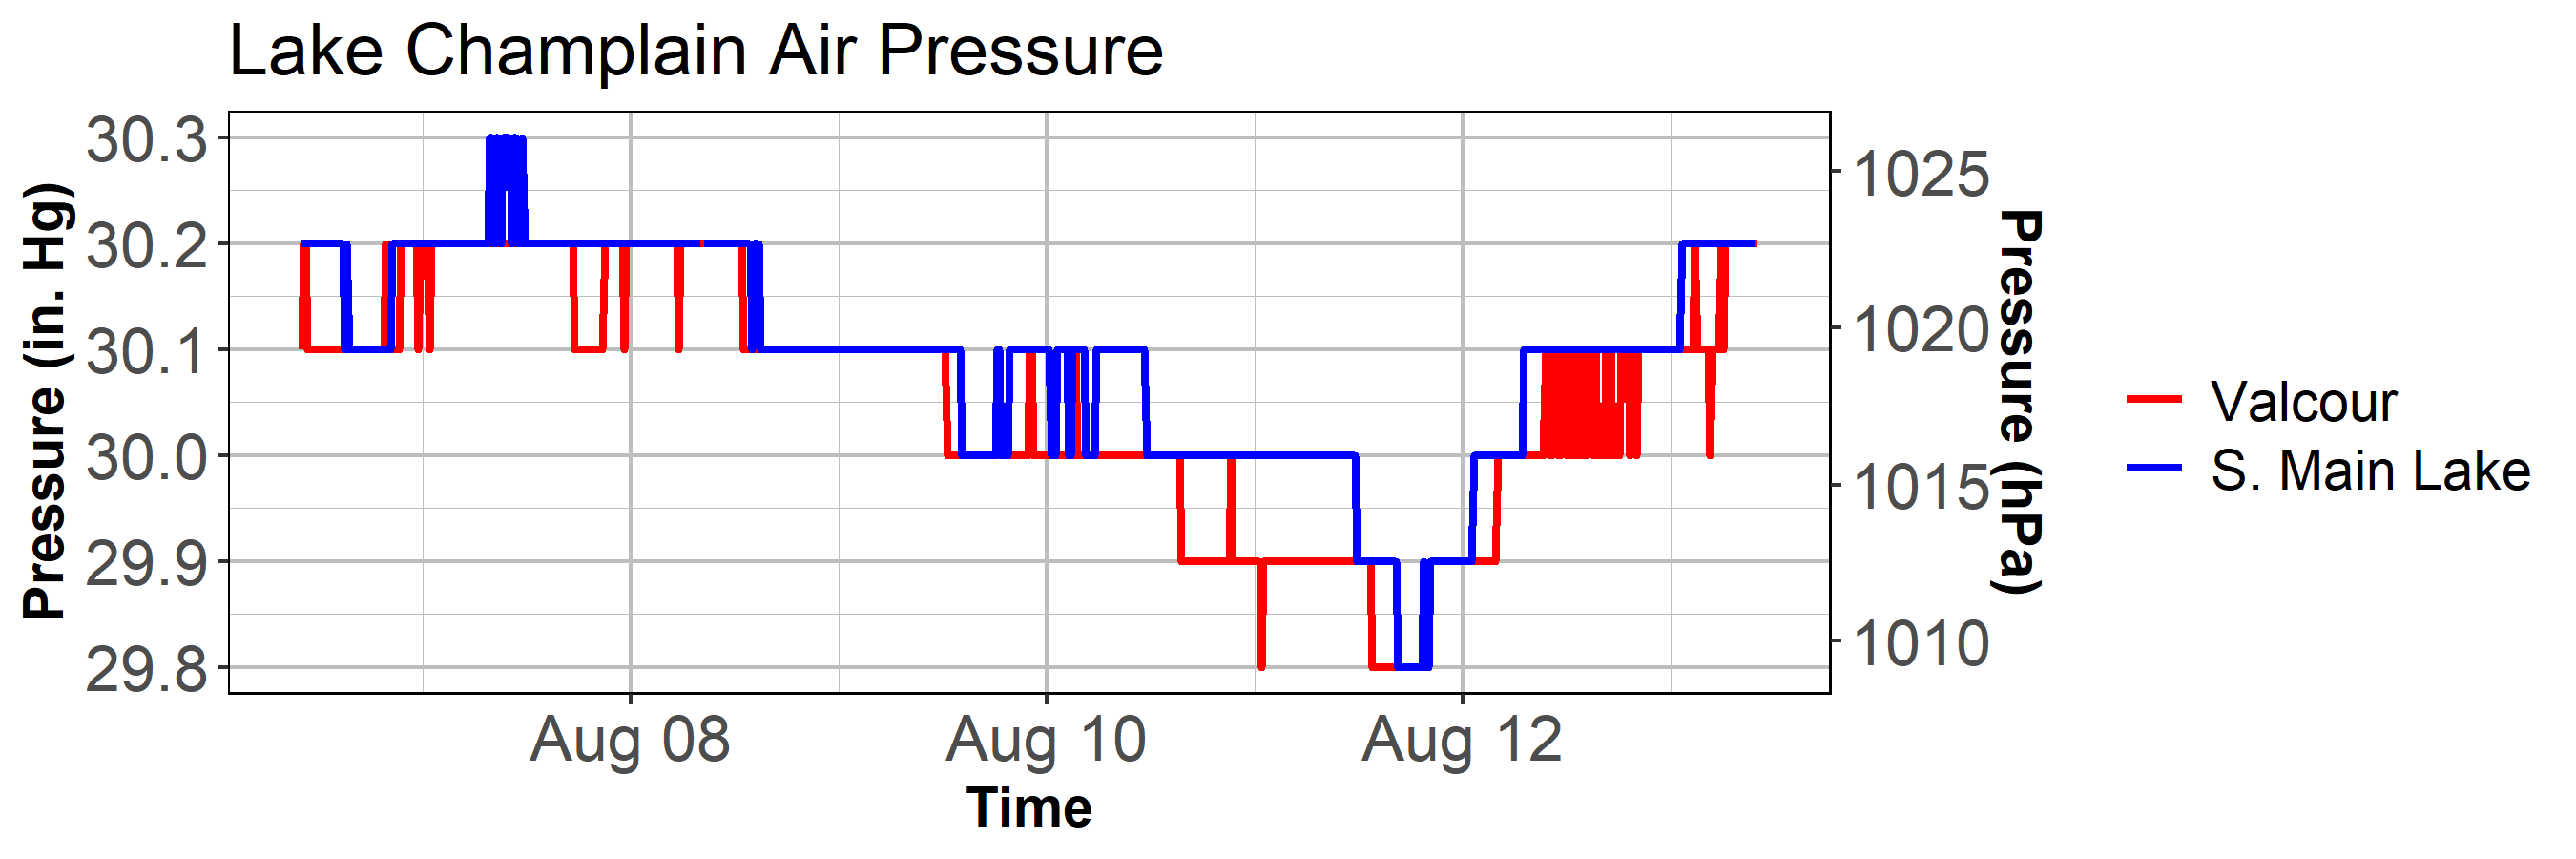 Lake Champlain Air Pressure
Pressure (in. Hg)
30.3
30.2
30.1
30.0
29.9
29.8
1025
1020
1015
1010
Pressure (hPa)
Aug 08
Aug 10
Aug 12
Time
Valcour
S. Main Lake